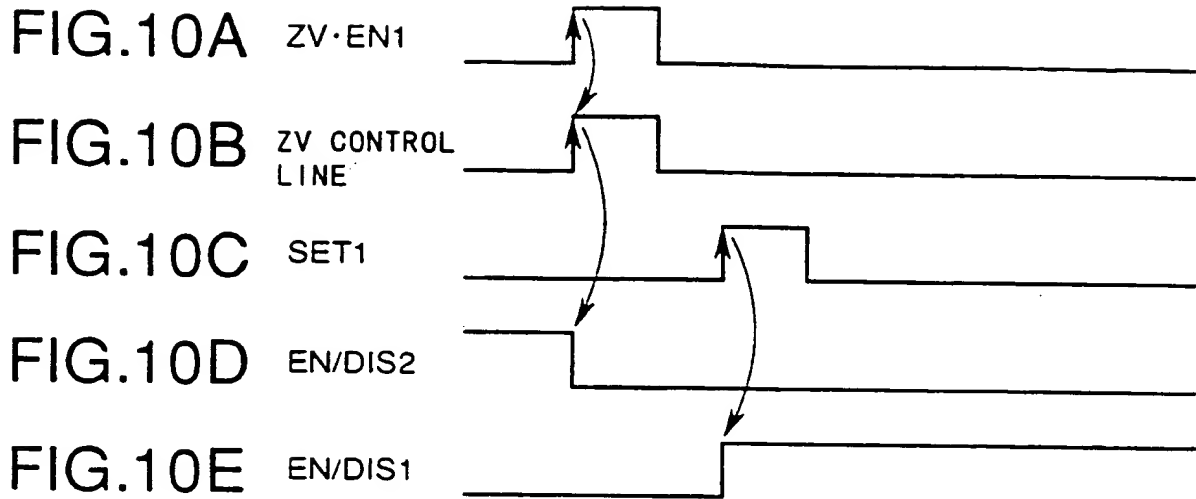 FIG.10A ZV·EN1
FIG.10B ZV CONTROL
LINE
FIG.10C SET1
FIG.10D EN/DIS2
FIG.10E EN/DIS1